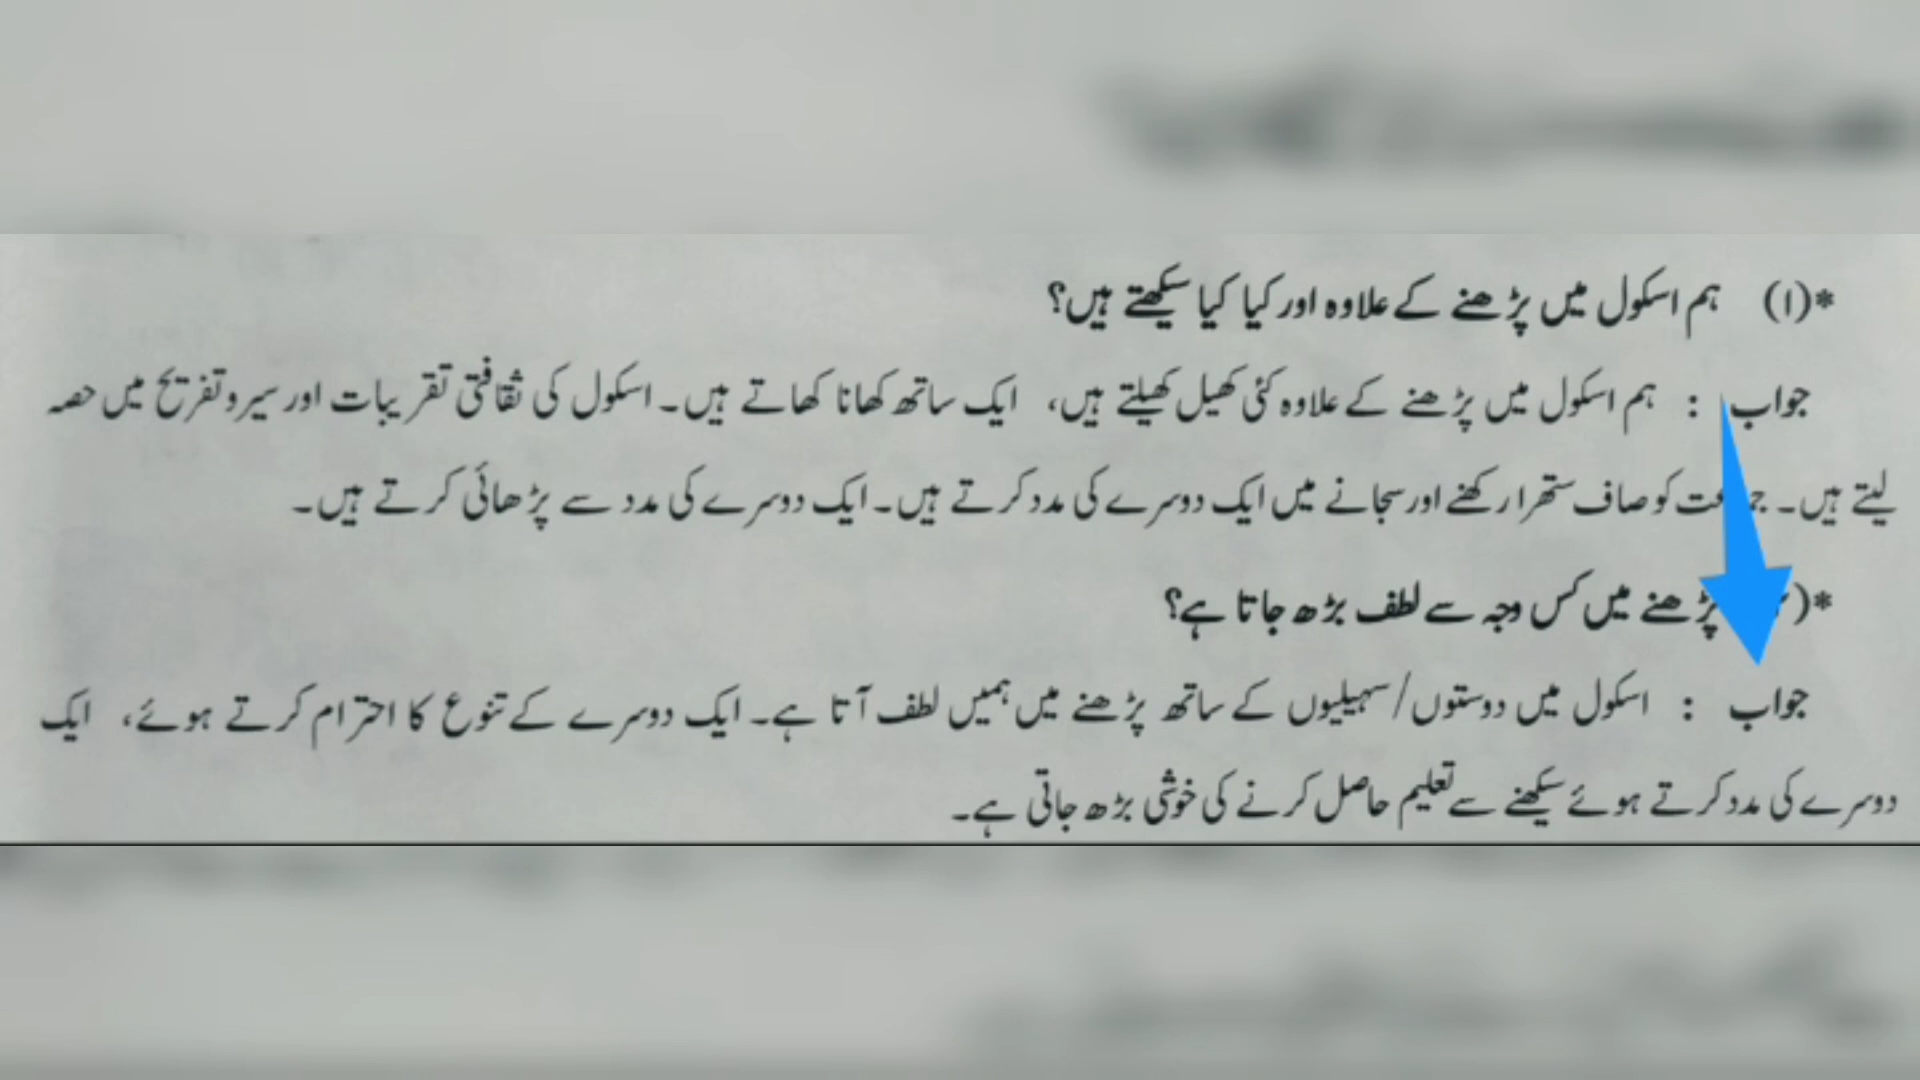 *(۱) ہم اسکول میں پڑھنے کے علاوہ اور کیا کیا سیکھتے ہیں؟
جواب : ہم اسکول میں پڑھنے کے علاوہ کئی کھیل کھیلتے ہیں، ایک ساتھ کھانا کھاتے ہیں۔ اسکول کی ثقافتی تقریبات اور سیر و تفریح میں حصہ
لیتے ہیں۔ کو صاف ستھرا رکھنے اور سجانے میں ایک دوسرے کی مدد کرتے ہیں۔ ایک دوسرے کی مدد سے پڑھائی کرتے ہیں۔
*( پڑھنے میں کس وجہ سے لطف بڑھ جاتا ہے؟
جواب : اسکول میں دوستوں/سہیلیوں کے ساتھ پڑھنے میں ہمیں لطف آتا ہے۔ ایک دوسرے کے تنوع کا احترام کرتے ہوئے، ایک
دوسرے کی مدد کرتے ہوئے سیکھنے سے تعلیم حاصل کرنے کی خوشی بڑھ جاتی ہے۔